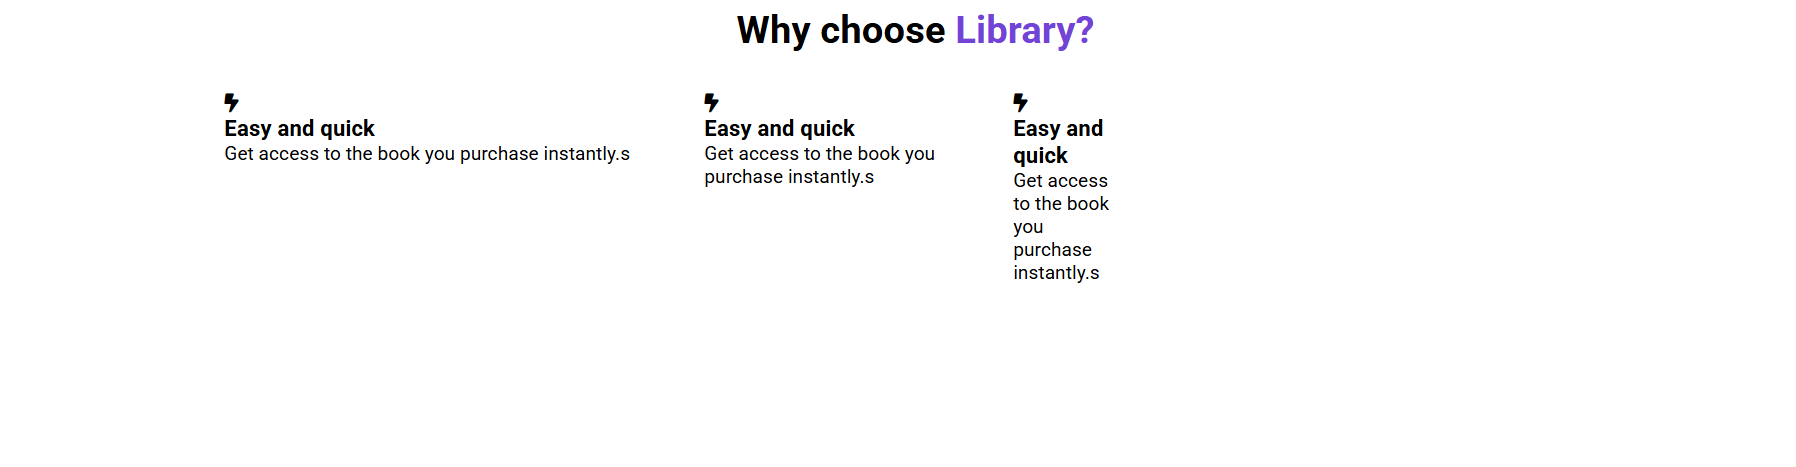 Why choose Library?
Easy and quick
Get access to the book you purchase instantly.s
Easy and quick
Get access to the book you
purchase instantly.s
Easy and
quick
Get access
to the book
you
purchase
instantly.s